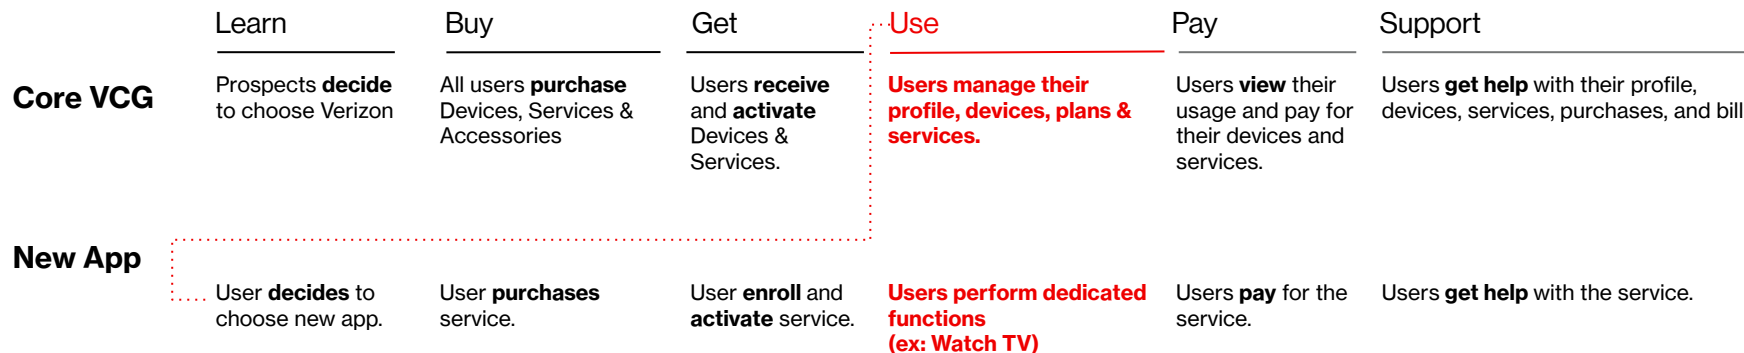 Learn
Buy
Get
Use
Pay
Support
Core VCG
Prospects decide
to choose Verizon
All users purchase
Devices, Services &
Accessories
Users receive
and activate
Devices &
Services.
Users manage their
profile, devices, plans &
services.
Users view their
usage and pay for
their devices and
services.
Users get help with their profile,
devices, services, purchases, and bill
New App
User decides to
choose new app.
User purchases
service.
User enroll and
activate service.
Users perform dedicated
functions
(ex: Watch TV)
Users pay for the
service.
Users get help with the service.